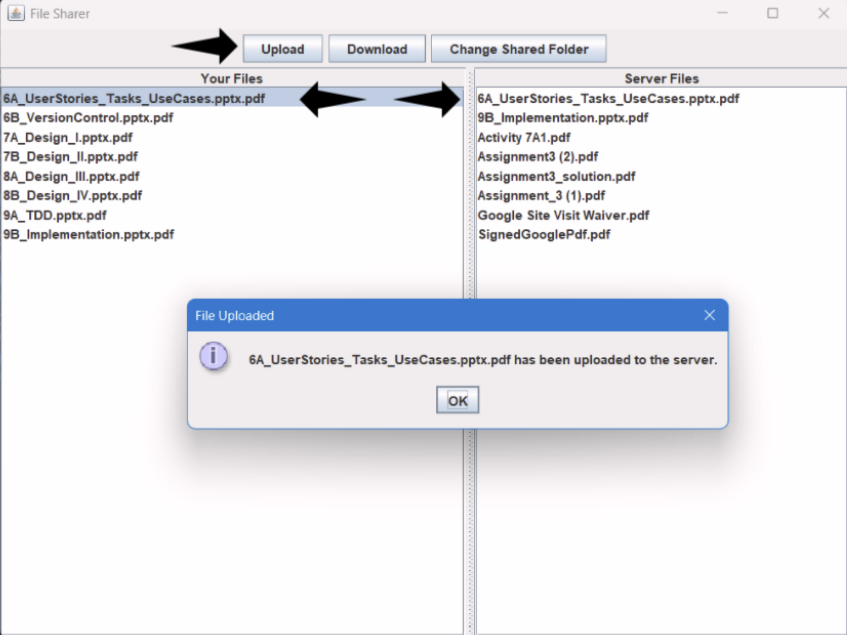 File Sharer
Upload
Download
Change Shared Folder
Your Files
6A_UserStories_Tasks_UseCases.pptx.pdf
6B_VersionControl.pptx.pdf
7A_Design_I.pptx.pdf
7B_Design_II.pptx.pdf
8A_Design_III.pptx.pdf
8B_Design_IV.pptx.pdf
9A_TDD.pptx.pdf
9B_Implementation.pptx.pdf
Server Files
6A_UserStories_Tasks_UseCases.pptx.pdf
9B_Implementation.pptx.pdf
Activity 7A1.pdf
Assignment3 (2).pdf
Assignment3_solution.pdf
Assignment_3 (1).pdf
Google Site Visit Waiver.pdf
SignedGooglePdf.pdf
File Uploaded
6A_UserStories_Tasks_UseCases.pptx.pdf has been uploaded to the server.
OK